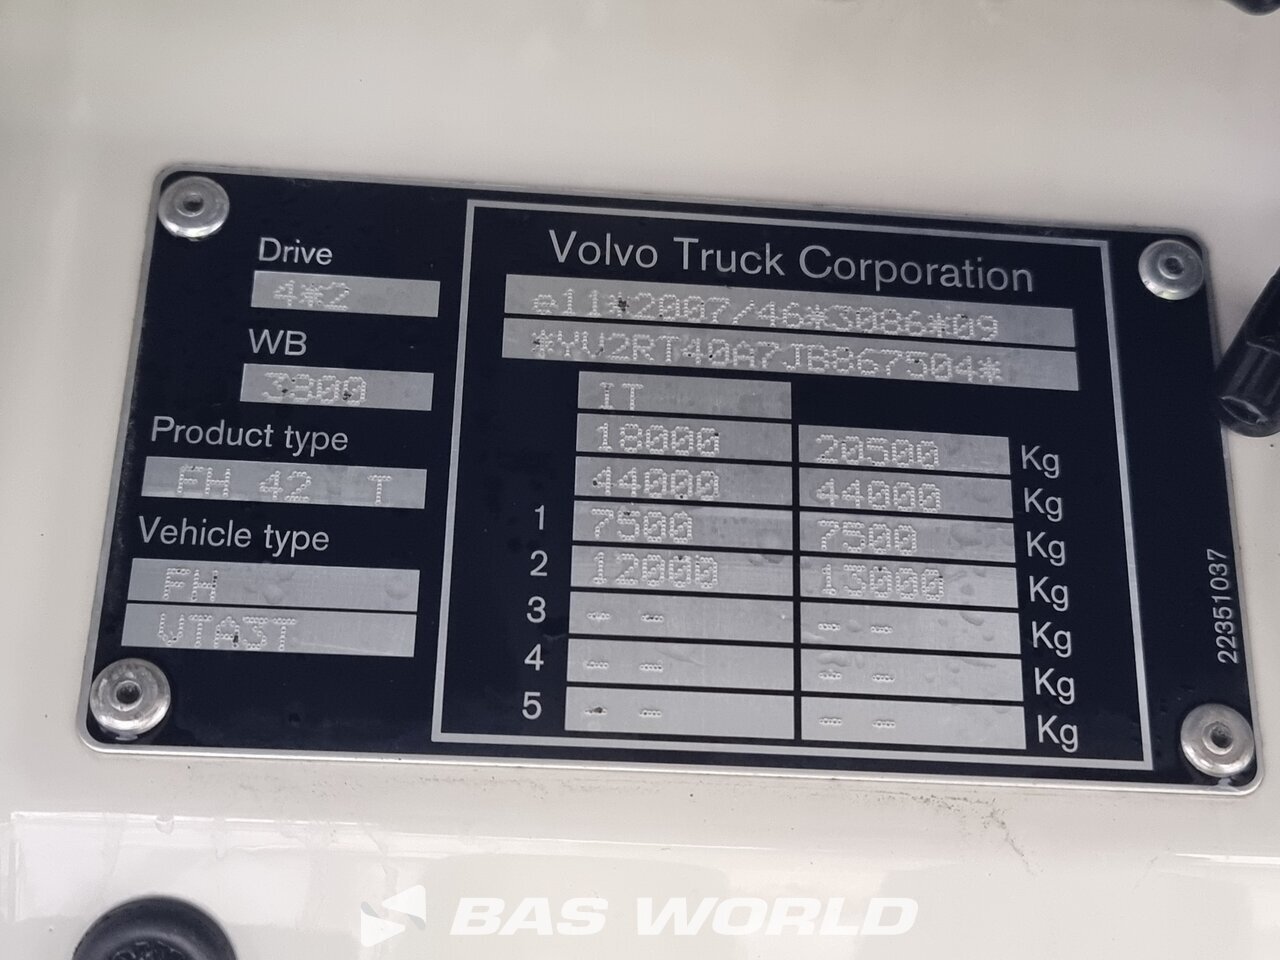 Drive
4*2
WB
3800
Product type
FH 42 T
Vehicle type
FH
VTA3T
Volvo Truck Corporation
e11*2007/46*3086*09
*YV2RT40A7JB867504*
IT
18000 20500 Kg
44000 44000 Kg
1 7500 7500 Kg
2 12000 13000 Kg
3 - - - - Kg
4 - - - - Kg
5 - - - - Kg
22351037
BAS WORLD